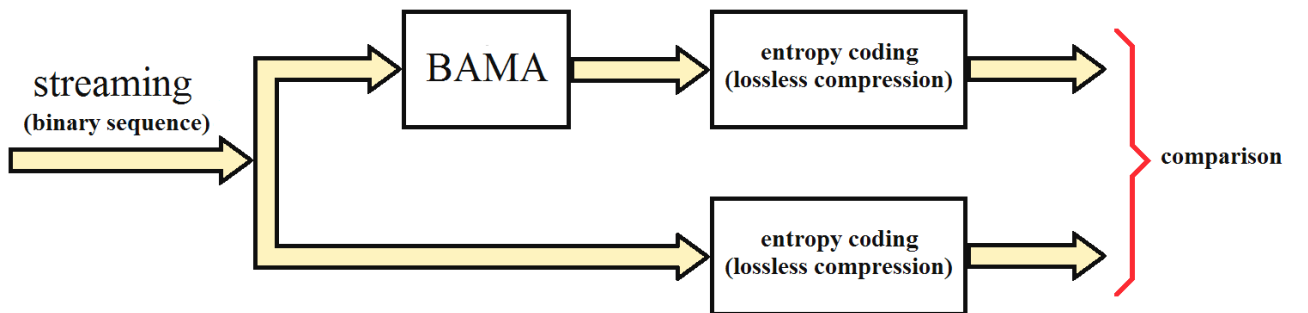 streaming
(binary sequence)
BAMA
entropy coding
(lossless compression)
comparison
entropy coding
(lossless compression)